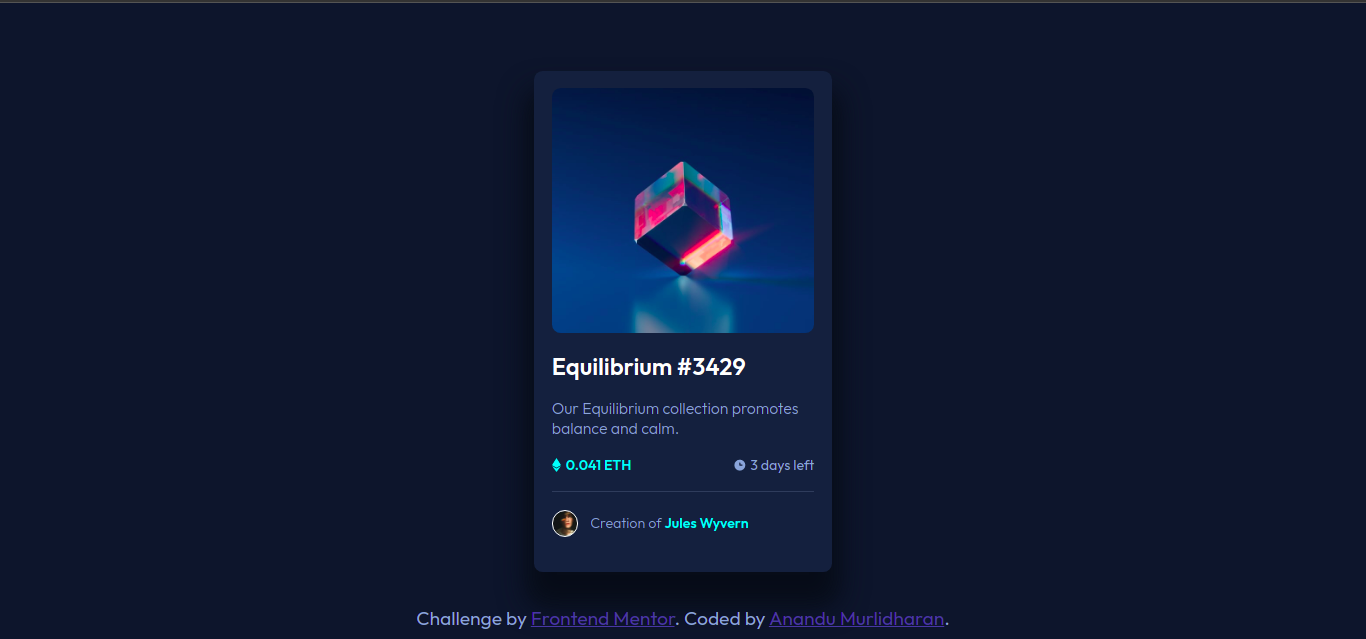 Equilibrium #3429
Our Equilibrium collection promotes
balance and calm.
0.041 ETH 3 days left
Creation of Jules Wyvern
Challenge by Frontend Mentor. Coded by Anandu Murlidharan.